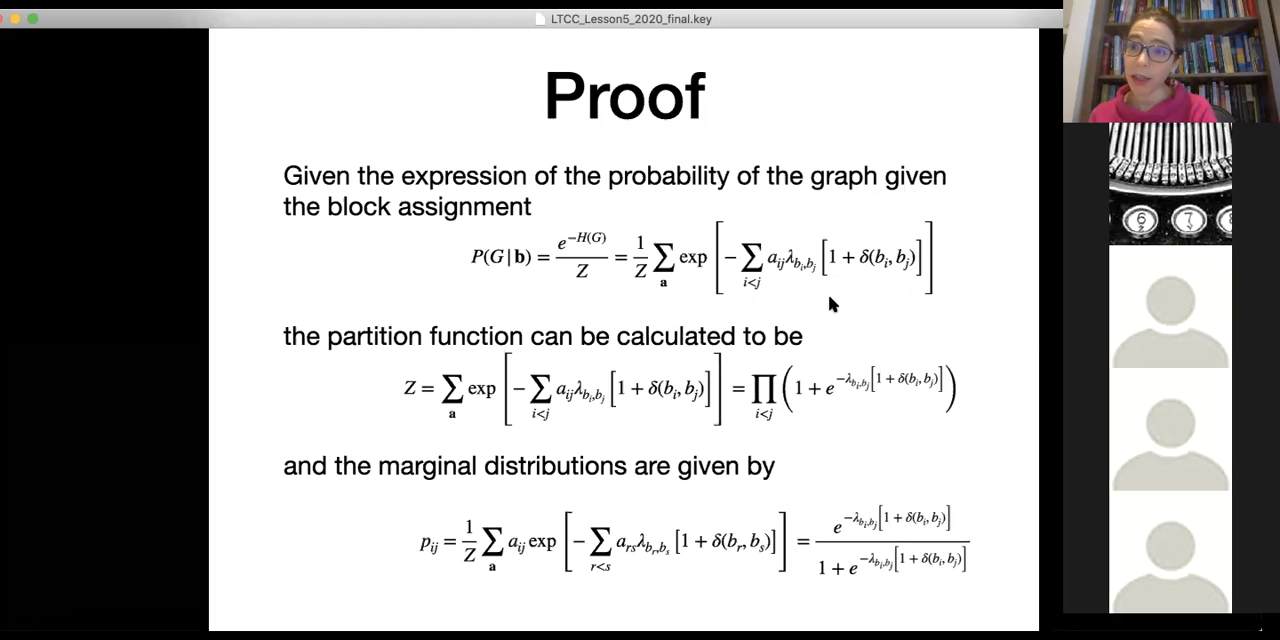 LTCC_Lesson5_2020_final.key
Proof
Given the expression of the probability of the graph given
the block assignment
P(G|b) = e^{-H(G)} / Z = 1/Z ∑_a exp [ − ∑_{i<j} a_{ij} λ_{b_i,b_j} [1 + δ(b_i, b_j)] ]
the partition function can be calculated to be
Z = ∑_a exp [ − ∑_{i<j} a_{ij} λ_{b_i,b_j} [1 + δ(b_i, b_j)] ] = ∏_{i<j} ( 1 + e^{−λ_{b_i,b_j}[1 + δ(b_i, b_j)]} )
and the marginal distributions are given by
p_{ij} = 1/Z ∑_a a_{ij} exp [ − ∑_{r<s} a_{rs} λ_{b_r,b_s} [1 + δ(b_r, b_s)] ] = e^{−λ_{b_i,b_j}[1 + δ(b_i, b_j)]} / 1 + e^{−λ_{b_i,b_j}[1 + δ(b_i, b_j)]}
6 7